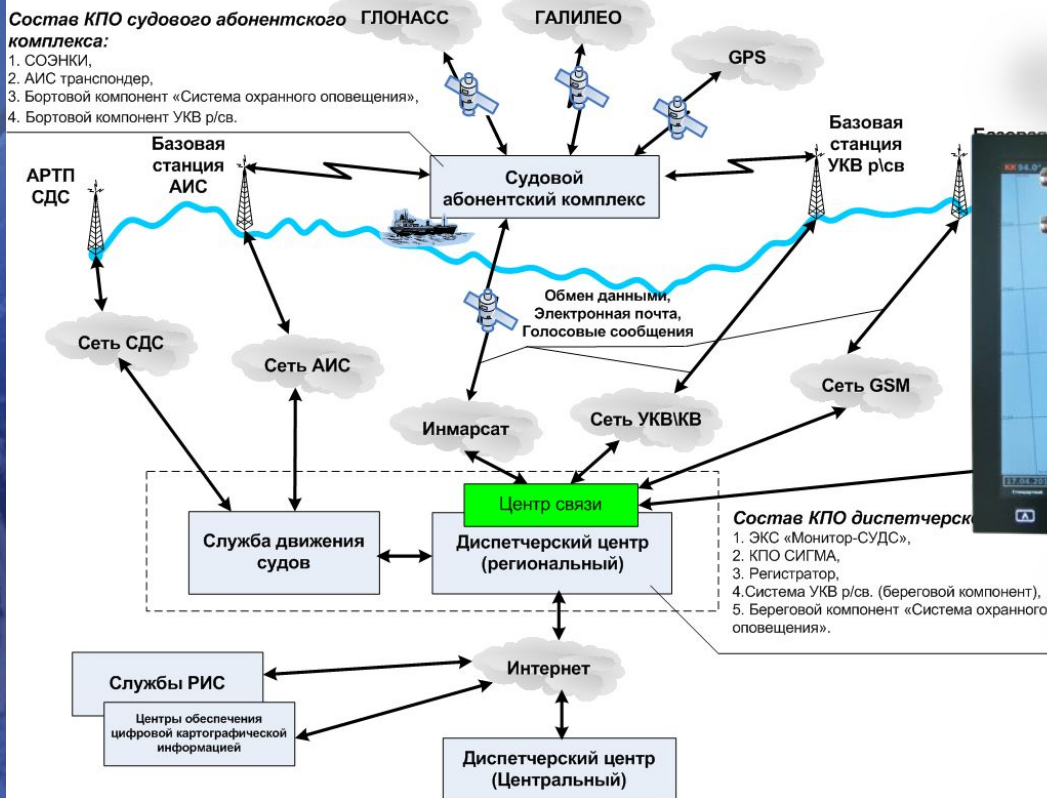 Состав КПО судового абонентского
комплекса:
1. СОЭНКИ,
2. АИС транспондер,
3. Бортовой компонент «Система охранного оповещения»,
4. Бортовой компонент УКВ р/св.
ГЛОНАСС
ГАЛИЛЕО
GPS
АРТП
СДС
Базовая
станция
АИС
Судовой
абонентский комплекс
Базовая
станция
УКВ р\св
Обмен данными,
Электронная почта,
Голосовые сообщения
Сеть СДС
Сеть АИС
Инмарсат
Сеть УКВ\КВ
Сеть GSM
Центр связи
Служба движения
судов
Диспетчерский центр
(региональный)
Состав КПО диспетчерск
1. ЭКС «Монитор-СУДС»,
2. КПО СИГМА,
3. Регистратор,
4.Система УКВ р/св. (береговой компонент),
5. Береговой компонент «Система охранного
оповещения».
Интернет
Службы РИС
Центры обеспечения
цифровой картографической
информацией
Диспетчерский центр
(Центральный)